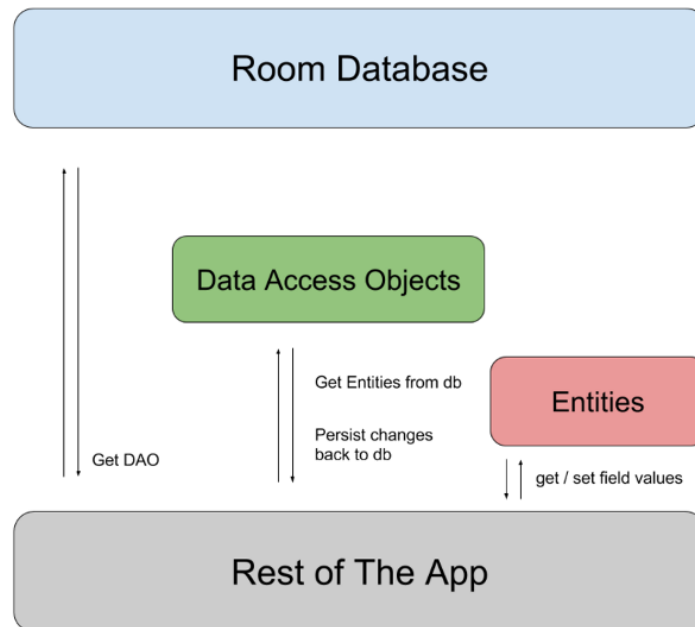 Room Database
Data Access Objects
Get Entities from db
Persist changes
back to db
Entities
Get DAO
get / set field values
Rest of The App